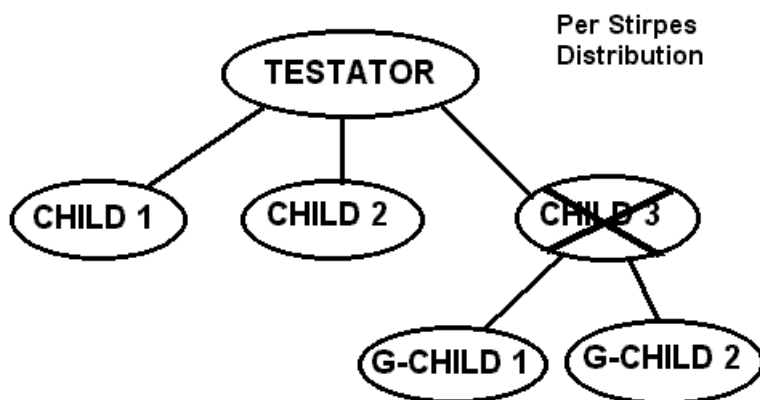 Per Stirpes
Distribution
TESTATOR
CHILD 1
CHILD 2
CHILD 3
G-CHILD 1
G-CHILD 2